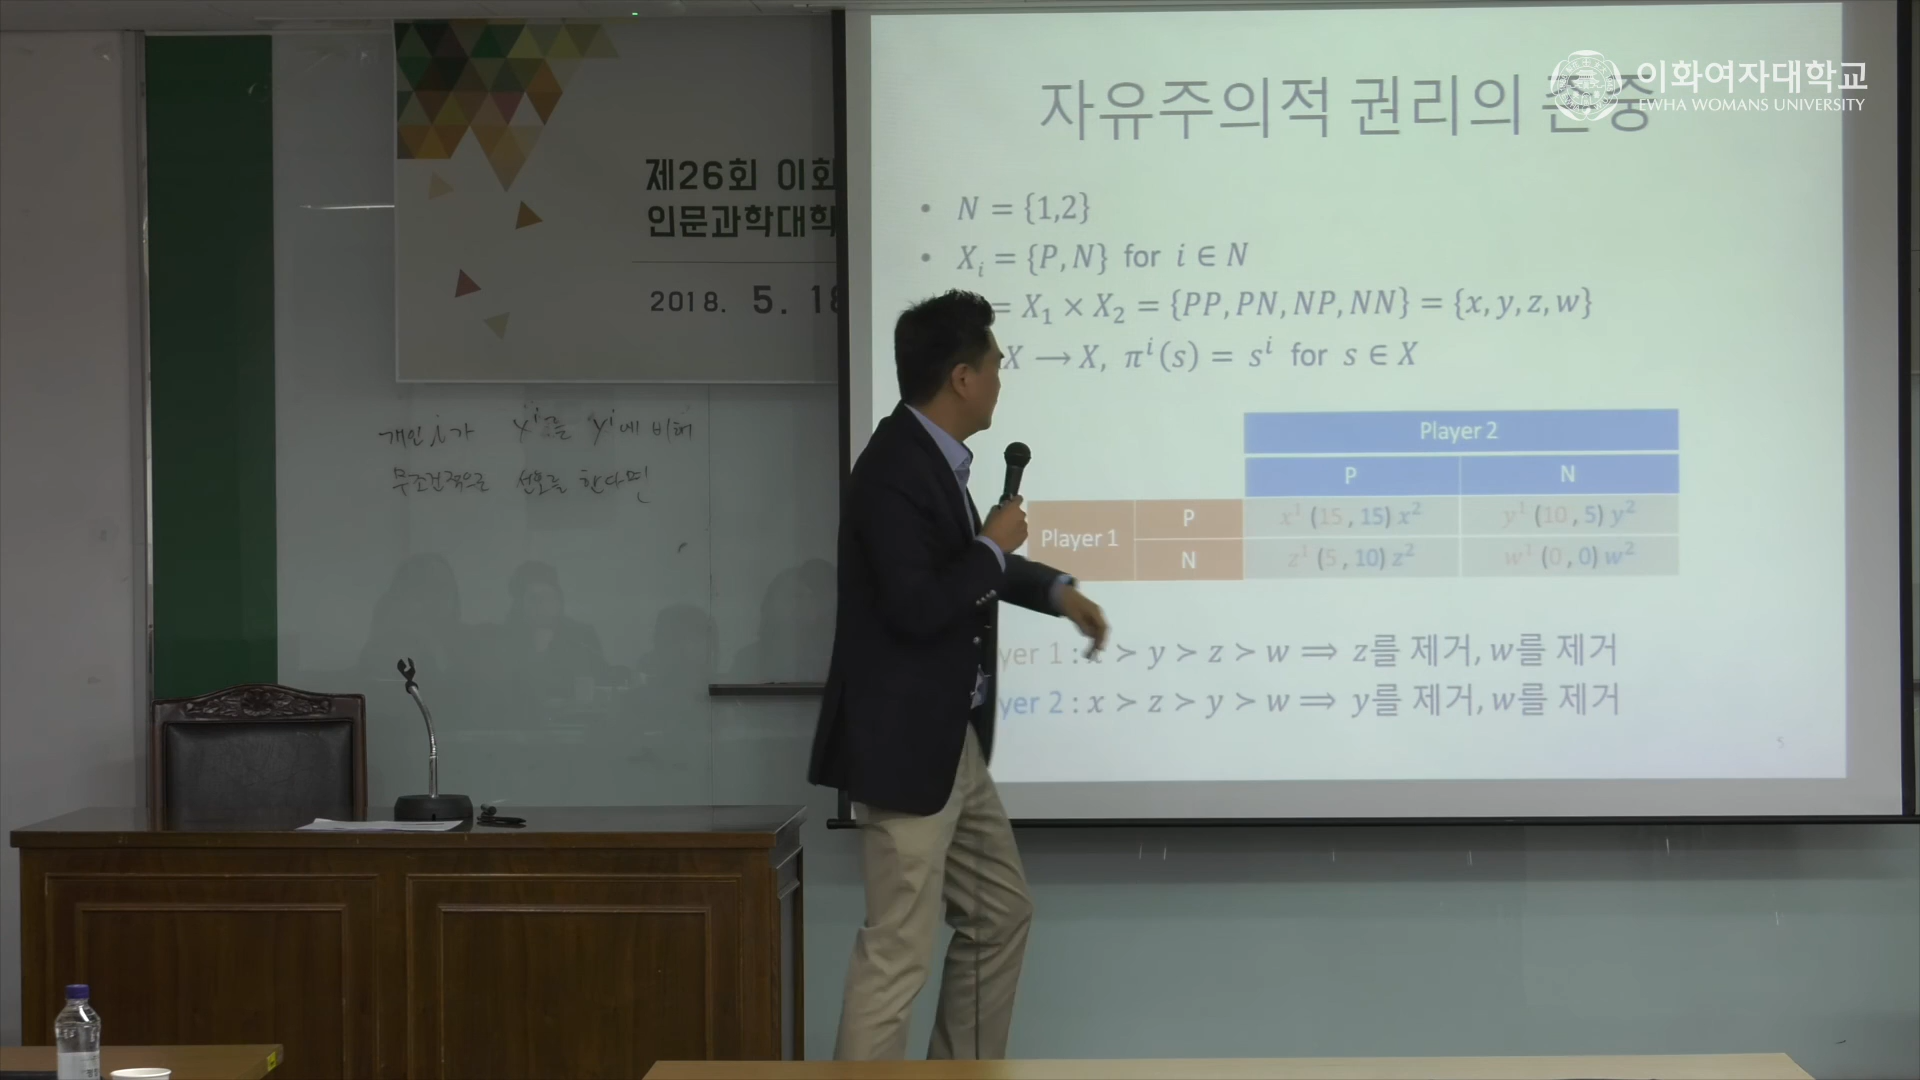 이화여자대학교
EWHA WOMANS UNIVERSITY
제26회 이화
인문과학대학
2018. 5. 18
개인 i가 x^i를 y^i에 비해
무조건적으로 선호를 한다면
자유주의적 권리의 존중
• N = {1,2}
• X_i = {P, N} for i ∈ N
= X_1 × X_2 = {PP, PN, NP, NN} = {x, y, z, w}
X → X, π^i(s) = s^i for s ∈ X
Player 2
P N
Player 1 P x^1 (15 , 15) x^2 y^1 (10 , 5) y^2
N z^1 (5 , 10) z^2 w^1 (0 , 0) w^2
yer 1 : x ≻ y ≻ z ≻ w ⟹ z를 제거, w를 제거
yer 2 : x ≻ z ≻ y ≻ w ⟹ y를 제거, w를 제거
5